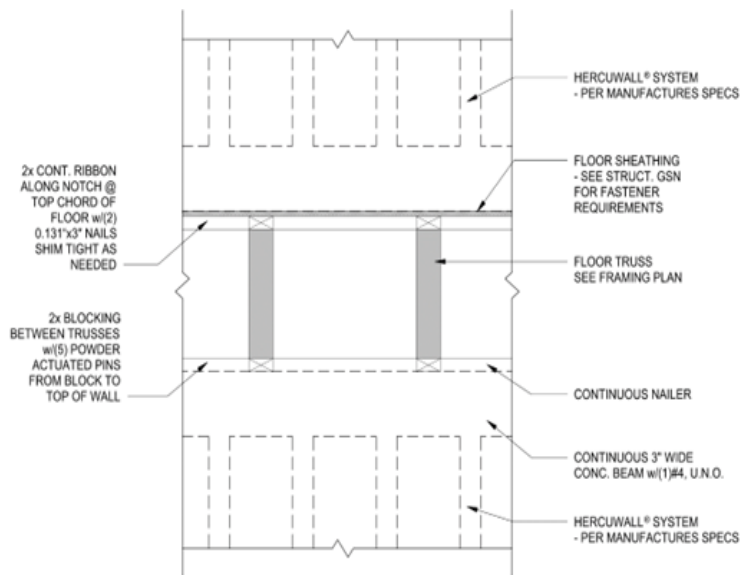 HERCUWALL® SYSTEM
- PER MANUFACTURES SPECS
2x CONT. RIBBON
ALONG NOTCH @
TOP CHORD OF
FLOOR w/(2)
0.131"x3" NAILS
SHIM TIGHT AS
NEEDED
FLOOR SHEATHING
- SEE STRUCT. GSN
FOR FASTENER
REQUIREMENTS
FLOOR TRUSS
SEE FRAMING PLAN
2x BLOCKING
BETWEEN TRUSSES
w/(5) POWDER
ACTUATED PINS
FROM BLOCK TO
TOP OF WALL
CONTINUOUS NAILER
CONTINUOUS 3" WIDE
CONC. BEAM w/(1)#4, U.N.O.
HERCUWALL® SYSTEM
- PER MANUFACTURES SPECS